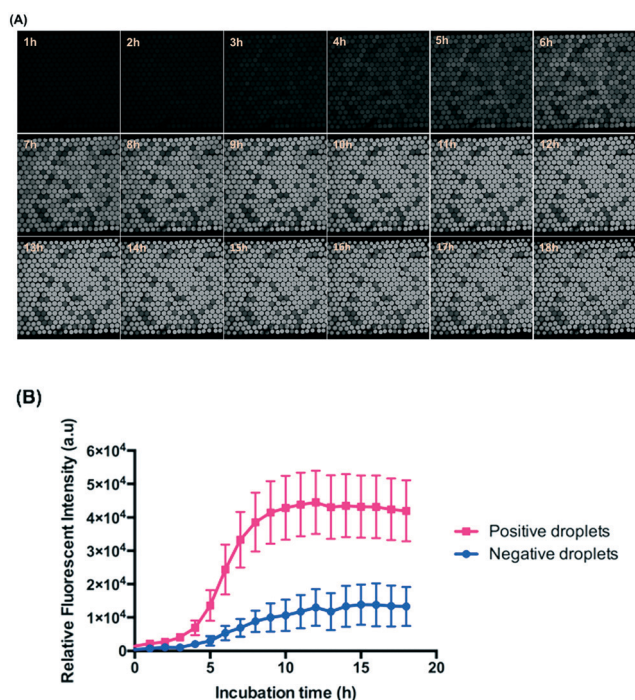 (A)
1h 2h 3h 4h 5h 6h
7h 8h 9h 10h 11h 12h
13h 14h 15h 16h 17h 18h
(B)
Relative Fluorescent Intensity (a.u)
6×10⁴
5×10⁴
4×10⁴
3×10⁴
2×10⁴
1×10⁴
0
0 5 10 15 20
Incubation time (h)
Positive droplets
Negative droplets